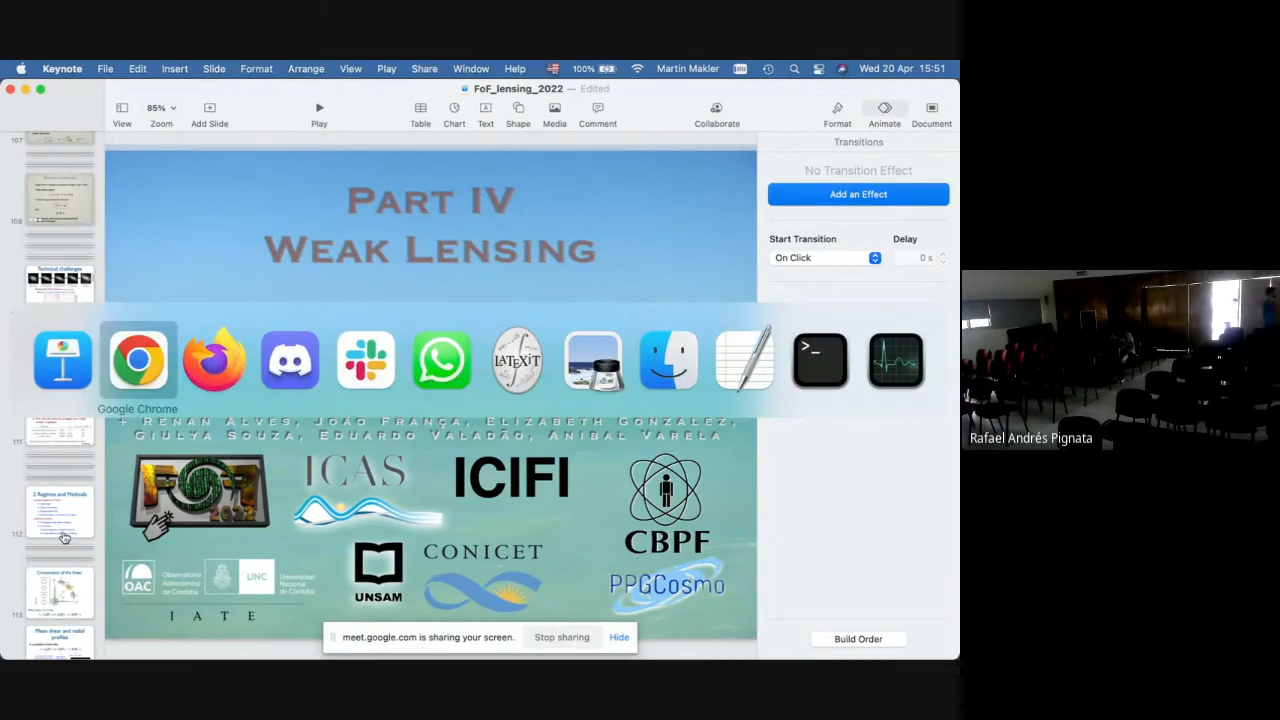 Keynote File Edit Insert Slide Format Arrange View Play Share Window Help 100% Martin Makler Wed 20 Apr 15:51
FoF_lensing_2022 — Edited
85%
View Zoom Add Slide Play Table Chart Text Shape Media Comment Collaborate Format Animate Document
Transitions
No Transition Effect
Add an Effect
Start Transition Delay
On Click 0 s
Build Order
107
108
Technical challenges
111
2 Regimes and Methods
112
Components of the Shear
113
Mean shear and radial
profiles
Part IV
Weak Lensing
Google Chrome
LATEXiT
>_
+ Renan Alves, João França, Elizabeth Gonzalez
Giulya Souza, Eduardo Valdão, Anibal Varela
ICAS
ICIFI
CBPF
OAC
Observatorio
Astronómico
de Córdoba
UNC
Universidad
Nacional
de Córdoba
IATE
UNSAM
CONICET
PPGCosmo
meet.google.com is sharing your screen. Stop sharing Hide
Rafael Andrés Pignata